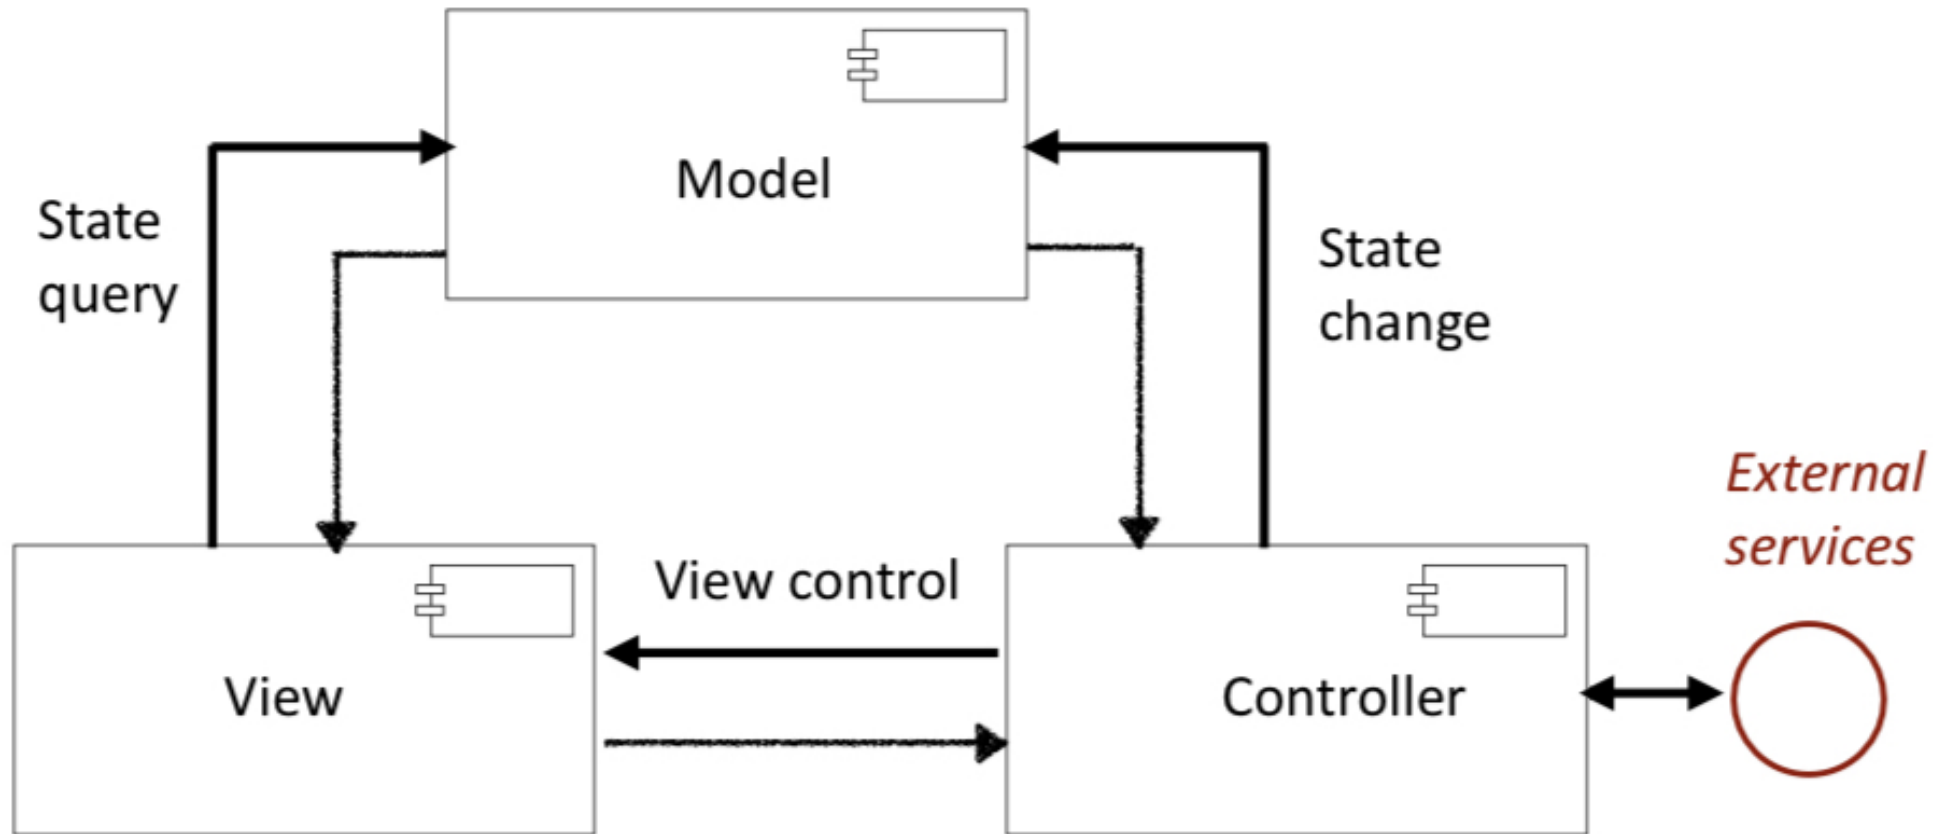 Model
State
query
State
change
External
services
View control
View
Controller